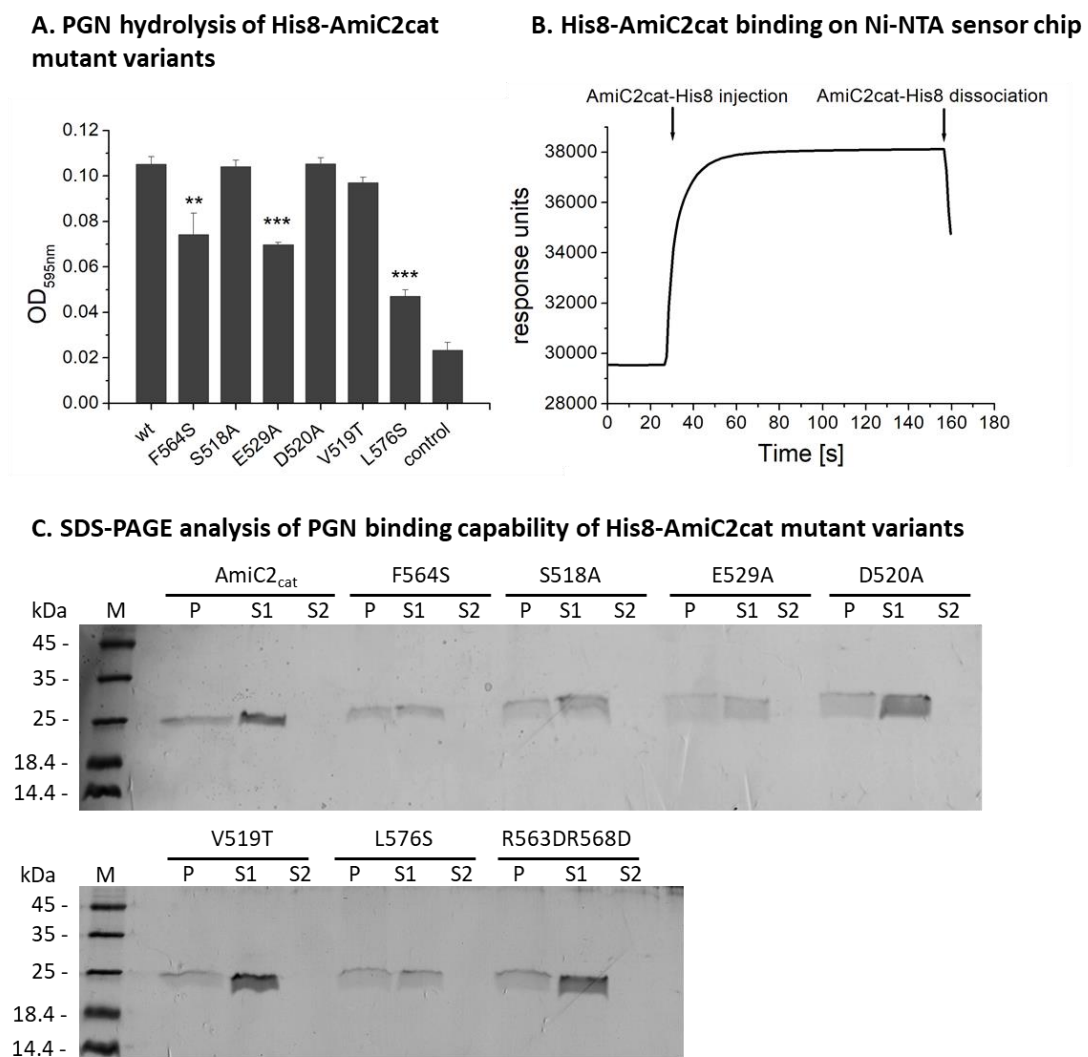 A. PGN hydrolysis of His8-AmiC2cat
mutant variants
B. His8-AmiC2cat binding on Ni-NTA sensor chip
OD595nm
0.12
0.10
0.08
0.06
0.04
0.02
0.00
**
***
***
wt
F564S
S518A
E529A
D520A
V519T
L576S
control
AmiC2cat-His8 injection
AmiC2cat-His8 dissociation
response units
38000
36000
34000
32000
30000
28000
0 20 40 60 80 100 120 140 160 180
Time [s]
C. SDS-PAGE analysis of PGN binding capability of His8-AmiC2cat mutant variants
AmiC2cat F564S S518A E529A D520A
kDa M P S1 S2 P S1 S2 P S1 S2 P S1 S2 P S1 S2
45 -
35 -
25 -
18.4 -
14.4 -
V519T L576S R563DR568D
kDa M P S1 S2 P S1 S2 P S1 S2
45 -
35 -
25 -
18.4 -
14.4 -